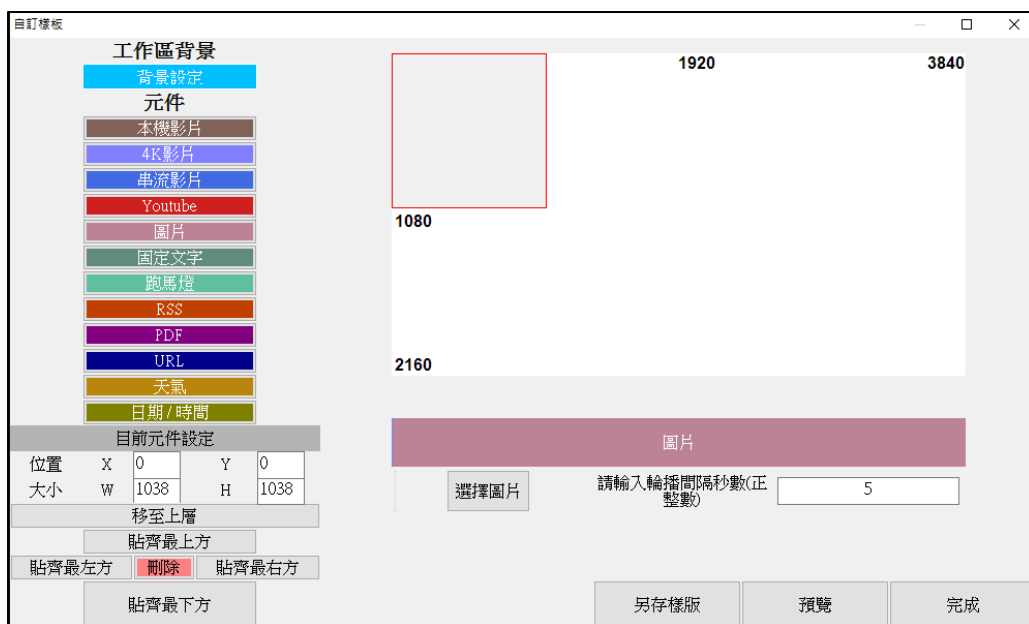 自訂樣板
工作區背景
背景設定
元件
本機影片
4K影片
串流影片
Youtube
圖片
固定文字
跑馬燈
RSS
PDF
URL
天氣
日期/時間
目前元件設定
位置 X 0 Y 0
大小 W 1038 H 1038
移至上層
貼齊最上方
貼齊最左方 刪除 貼齊最右方
貼齊最下方
1920 3840
1080
2160
圖片
選擇圖片
請輸入輪播間隔秒數(正
整數)
5
另存樣版 預覽 完成